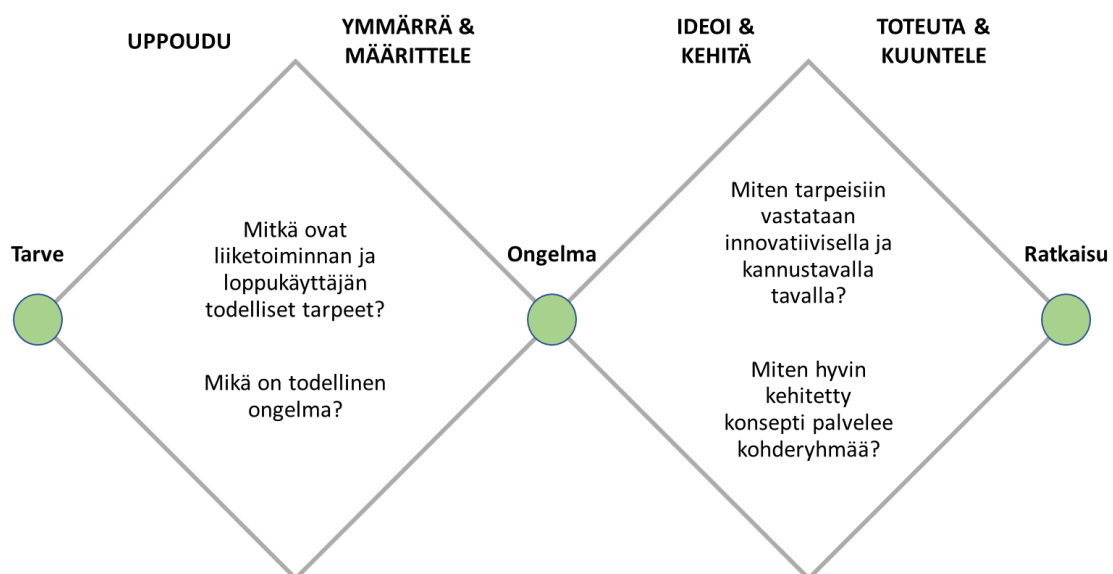 UPPOUDU
YMMÄRRÄ &
MÄÄRITTELE
IDEOI &
KEHITÄ
TOTEUTA &
KUUNTELE
Tarve
Mitkä ovat
liiketoiminnan ja
loppukäyttäjän
todelliset tarpeet?
Mikä on todellinen
ongelma?
Ongelma
Miten tarpeisiin
vastataan
innovatiivisella ja
kannustavalla
tavalla?
Miten hyvin
kehitetty
konsepti palvelee
kohderyhmää?
Ratkaisu